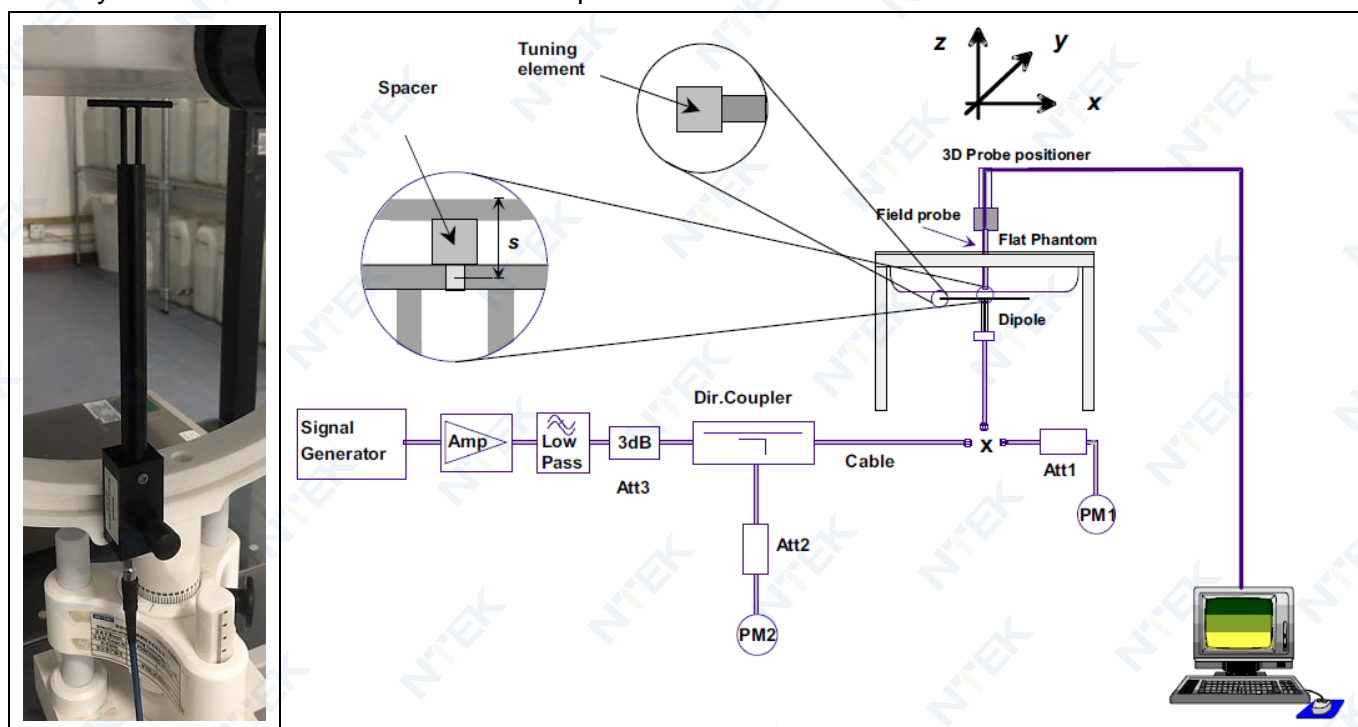 Tuning
element
Spacer
z
y
x
3D Probe positioner
Field probe
s
Flat Phantom
Dipole
Dir.Coupler
Signal
Generator
Amp
Low
Pass
3dB
Att3
Cable
X
Att1
PM1
Att2
PM2
NTEK